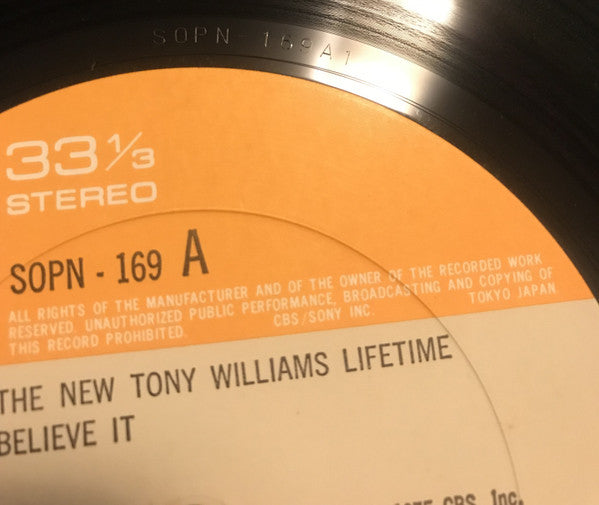 SOPN - 169A1
33 1/3
STEREO
SOPN - 169 A
ALL RIGHTS OF THE MANUFACTURER AND OF THE OWNER OF THE RECORDED WORK
RESERVED. UNAUTHORIZED PUBLIC PERFORMANCE, BROADCASTING AND COPYING OF
THIS RECORD PROHIBITED. CBS/SONY INC. TOKYO JAPAN
THE NEW TONY WILLIAMS LIFETIME
BELIEVE IT
CBS, Inc.